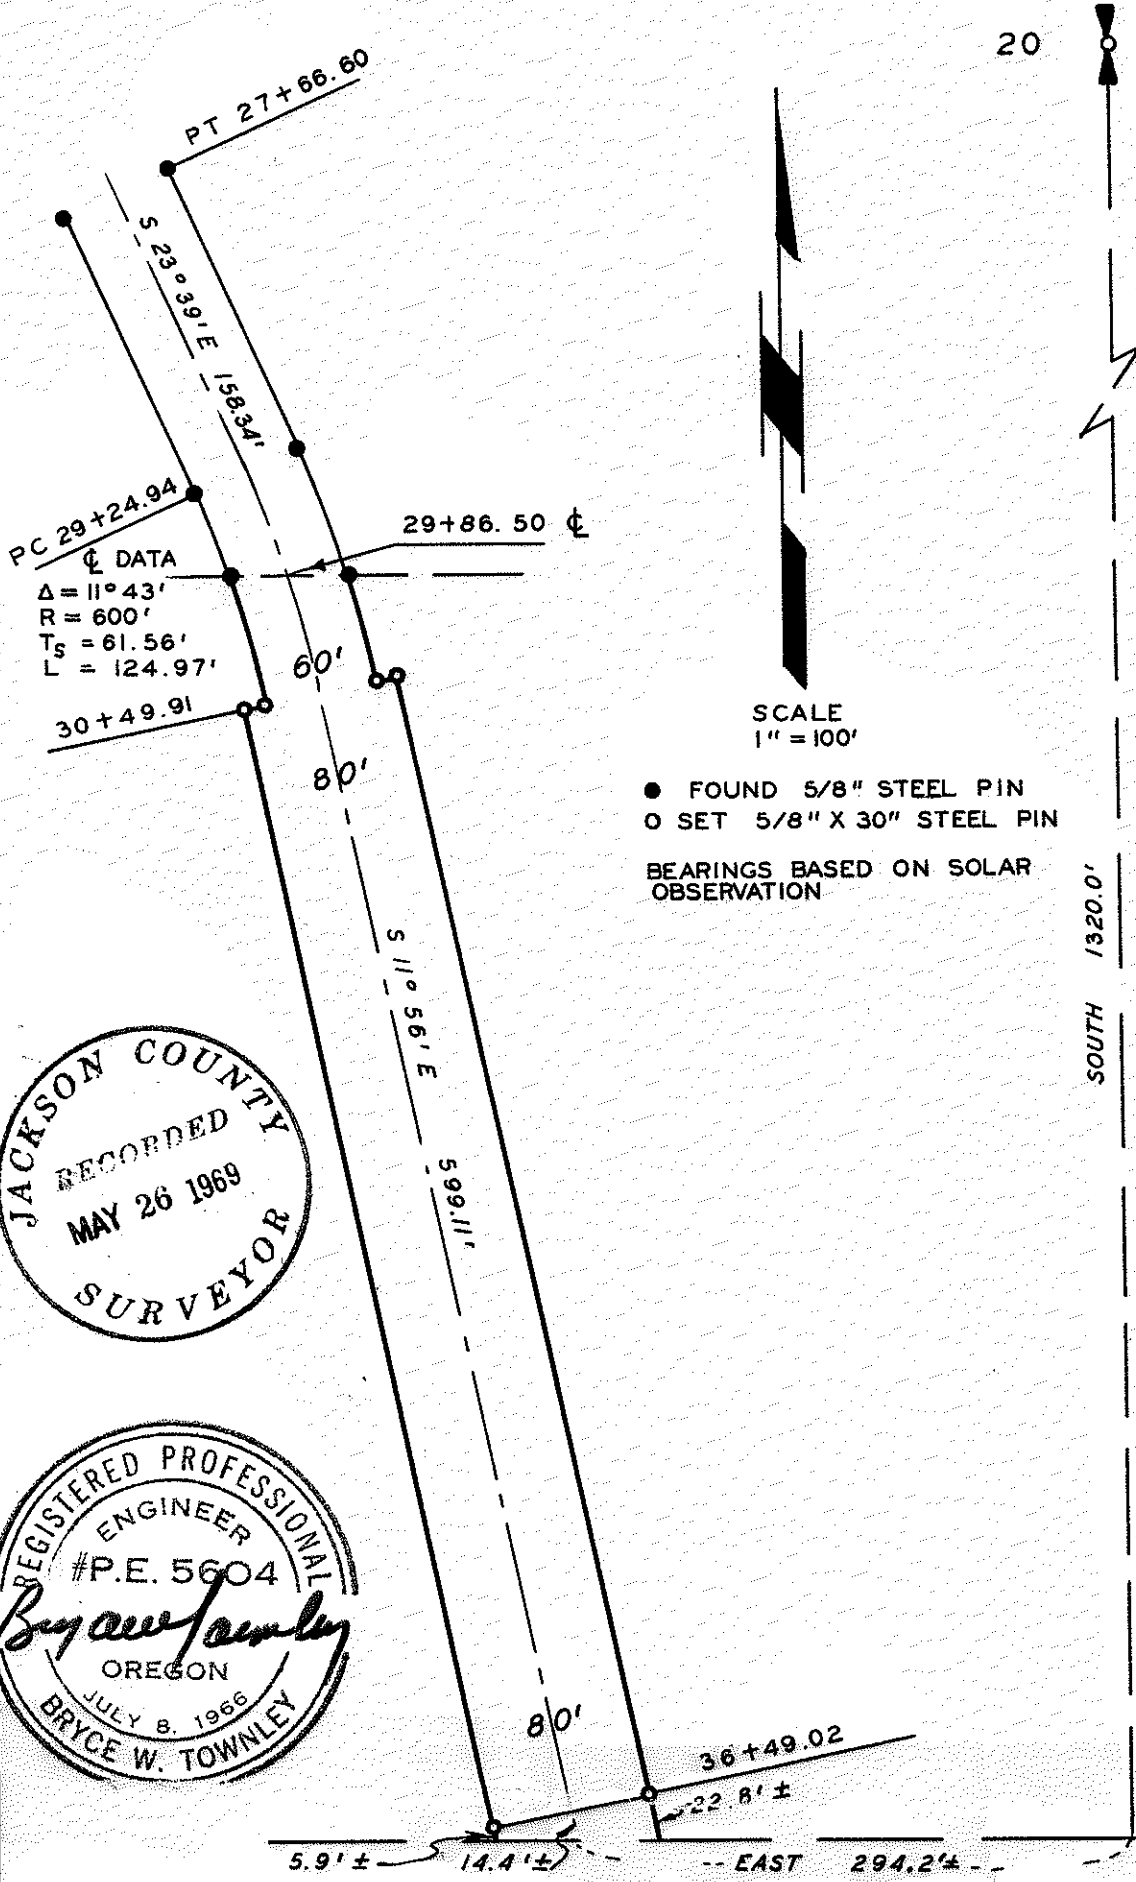 20
PT 27+66.60
S 23°39'E 158.34'
PC 29+24.94
29+86.50 ℄
℄ DATA
Δ = 11°43'
R = 600'
Ts = 61.56'
L = 124.97'
60'
30+49.91
80'
SCALE
1" = 100'
● FOUND 5/8" STEEL PIN
O SET 5/8" X 30" STEEL PIN
BEARINGS BASED ON SOLAR
OBSERVATION
SOUTH 1320.0'
S 11° 56' E 599.11'
JACKSON COUNTY
RECORDED
MAY 26 1969
SURVEYOR
REGISTERED PROFESSIONAL
ENGINEER
#P.E. 5604
Bryce W Townley
OREGON
JULY 8, 1966
BRYCE W. TOWNLEY
80'
36+49.02
22.8' ±
5.9' ± 14.4' ± EAST 294.2' ±